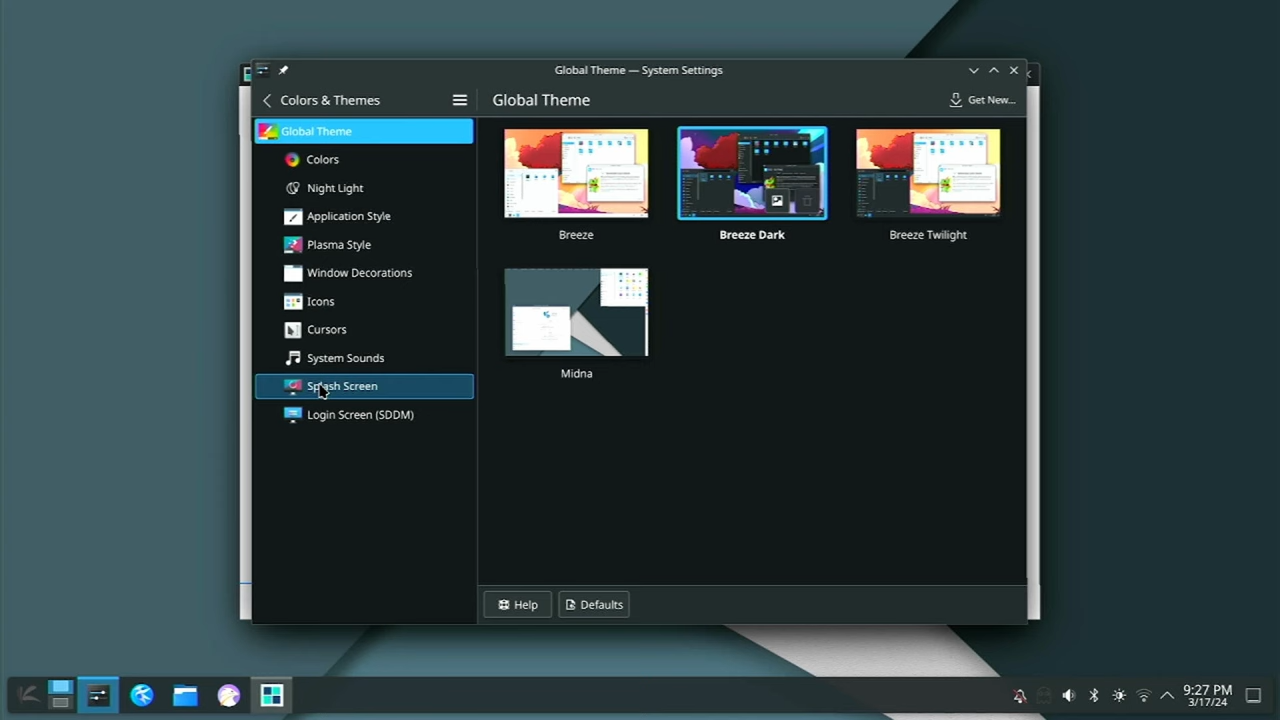 Global Theme — System Settings
Colors & Themes
Global Theme
Get New...
Global Theme
Colors
Night Light
Application Style
Plasma Style
Window Decorations
Icons
Cursors
System Sounds
Splash Screen
Login Screen (SDDM)
Breeze
Breeze Dark
Breeze Twilight
Midna
Help
Defaults
9:27 PM
3/17/24